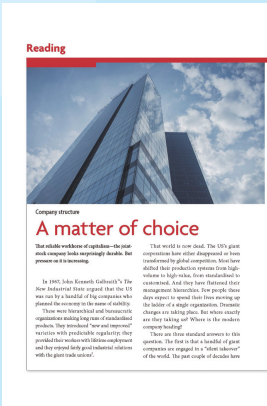 Reading
Company structure
A matter of choice
That reliable workhorse of capitalism—the joint-
stock company looks surprisingly durable. But
pressure on it is increasing.
In 1967, John Kenneth Galbraith's The
New Industrial State argued that the US
was run by a handful of big companies who
planned the economy in the name of stability.
These were hierarchical and bureaucratic
organizations making long runs of standardised
products. They introduced "new and improved"
varieties with predictable regularity; they
provided their workers with lifetime employment
and they enjoyed fairly good industrial relations
with the giant trade unions¹.
That world is now dead. The US's giant
corporations have either disappeared or been
transformed by global competition. Most have
shifted their production systems from high-
volume to high-value, from standardised to
customised. And they have flattened their
management hierarchies. Few people these
days expect to spend their lives moving up
the ladder of a single organization. Dramatic
changes are taking place. But where exactly
are they taking us? Where is the modern
company heading?
There are three standard answers to this
question. The first is that a handful of giant
companies are engaged in a "silent takeover"
of the world. The past couple of decades have